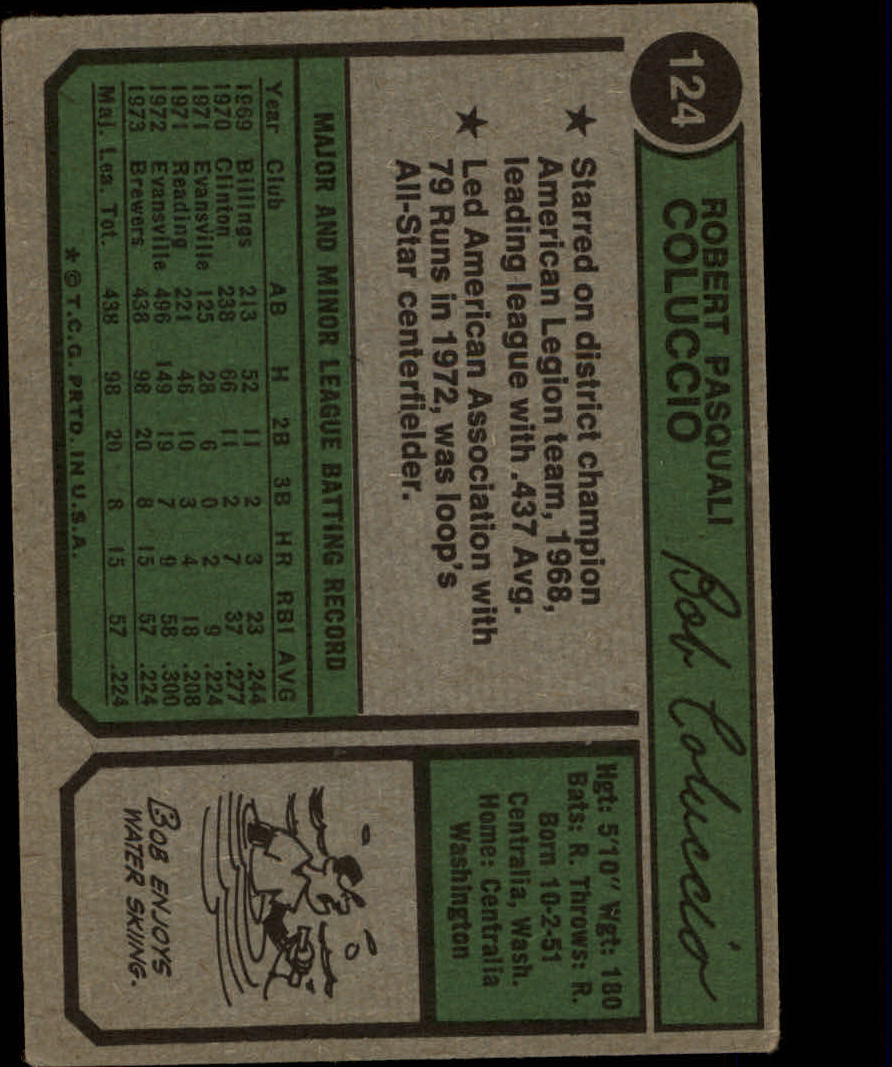 124
ROBERT PASQUALI
COLUCCIO
Bob Coluccio
★ Starred on district champion
American Legion team, 1968,
leading league with .437 Avg.
★ Led American Association with
79 Runs in 1972, was loop's
All-Star centerfielder.
Hgt: 5'10" Wgt: 180
Bats: R. Throws: R.
Born 10-2-51
Centralia, Wash.
Home: Centralia
Washington
MAJOR AND MINOR LEAGUE BATTING RECORD
Year Club AB H 2B 3B HR RBI AVG
1969 Billings 213 52 11 2 3 23 .244
1970 Clinton 238 66 11 2 7 37 .277
1971 Evansville 125 28 6 0 2 9 .224
1971 Reading 221 46 10 3 4 18 .208
1972 Evansville 496 149 19 7 9 58 .300
1973 Brewers 438 98 20 8 15 57 .224
Maj. Lea. Tot. 438 98 20 8 15 57 .224
* © T.C.G. PRTD. IN U.S.A.
BOB ENJOYS
WATER SKIING.